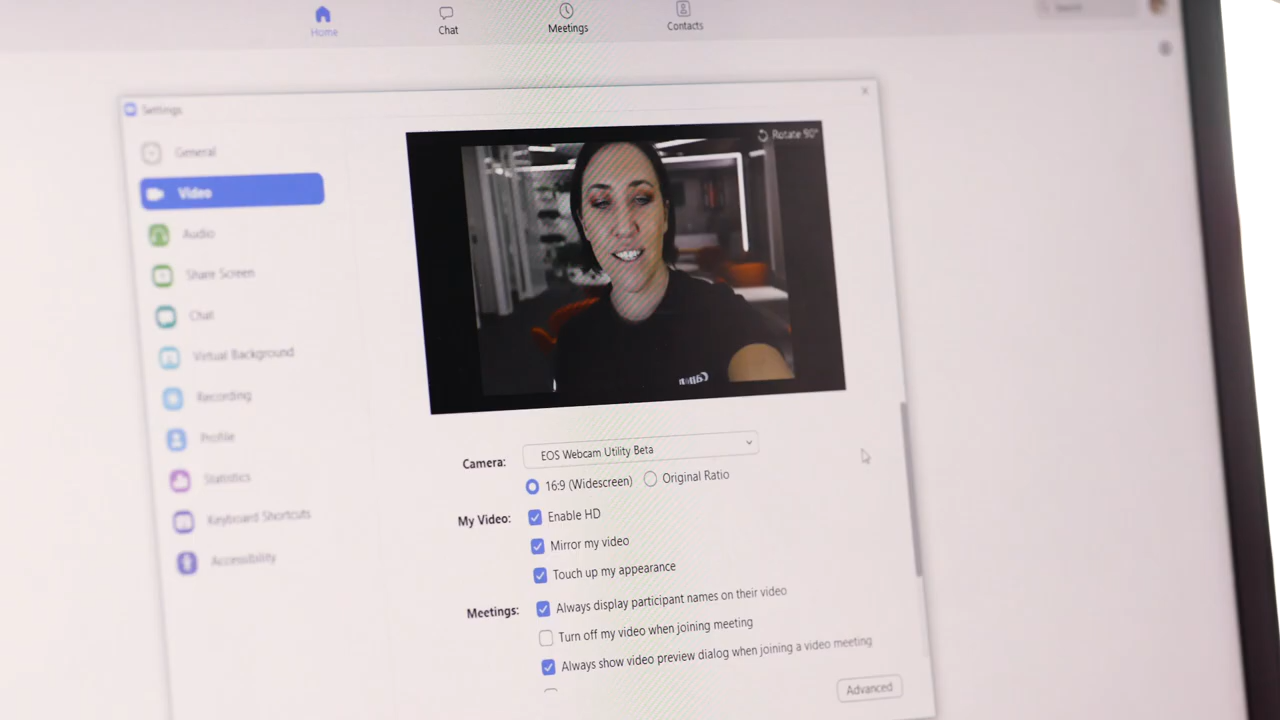 Home
Chat
Meetings
Contacts
Search
Settings
General
Video
Audio
Share Screen
Chat
Virtual Background
Recording
Profile
Statistics
Keyboard Shortcuts
Accessibility
Rotate 90°
Canon
Camera: EOS Webcam Utility Beta
16:9 (Widescreen) Original Ratio
My Video: Enable HD
Mirror my video
Touch up my appearance
Meetings: Always display participant names on their video
Turn off my video when joining meeting
Always show video preview dialog when joining a video meeting
Advanced